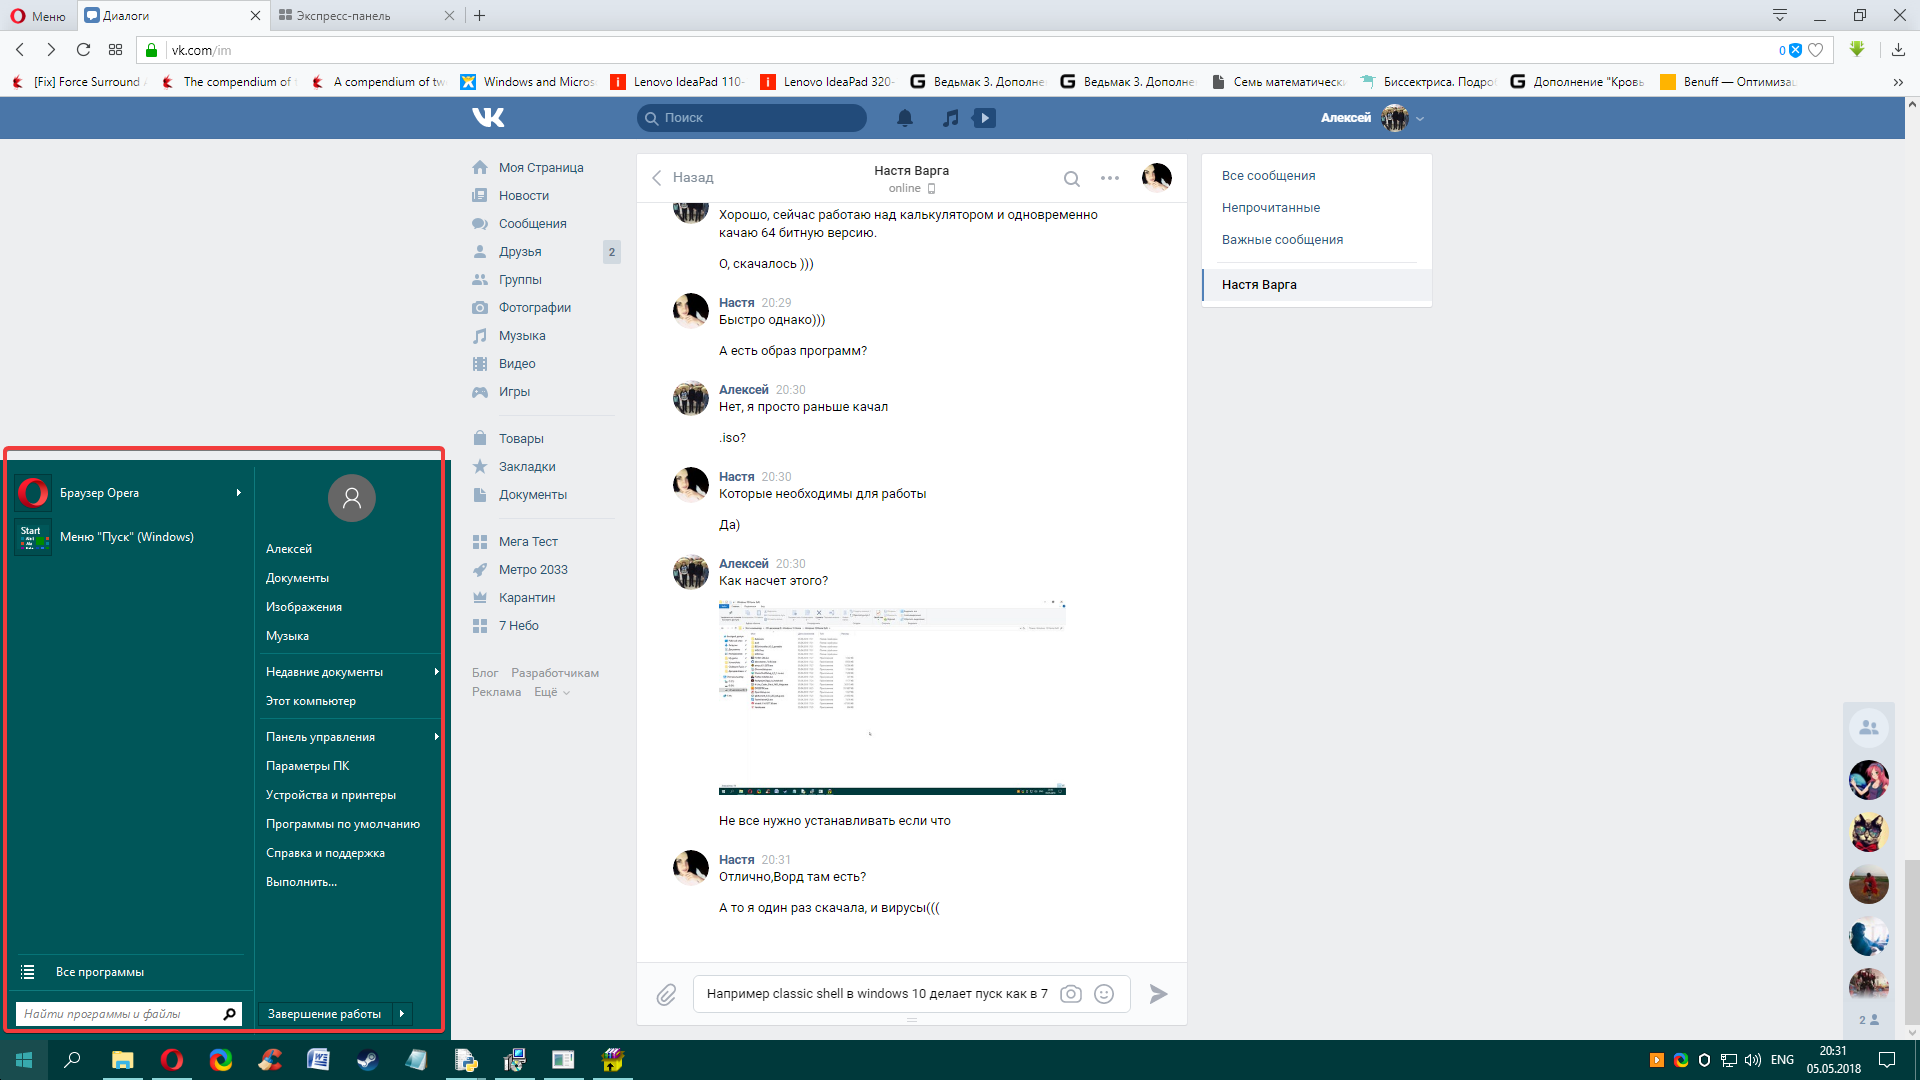 Меню
Диалоги
Экспресс-панель
vk.com/im
0
[Fix] Force Surround
The compendium of
A compendium of
Windows and
Lenovo IdeaPad 110-
Lenovo IdeaPad 320-
Ведьмак 3.
Ведьмак 3.
Семь
Биссектриса.
Дополнение "Кровь
Benuff —
Поиск
Алексей
Моя Страница
Новости
Сообщения
Друзья
2
Группы
Фотографии
Музыка
Видео
Игры
Товары
Закладки
Документы
Мега Тест
Метро 2033
Карантин
7 Небо
Блог Разработчикам
Реклама Ещё
Назад
Настя Варга
online
Хорошо, сейчас работаю над калькулятором и одновременно
качаю 64 битную версию.
О, скачалось )))
Настя 20:29
Быстро однако)))
А есть образ программ?
Алексей 20:30
Нет, я просто раньше качал
.iso?
Настя 20:30
Которые необходимы для работы
Да)
Алексей 20:30
Как насчет этого?
Не все нужно устанавливать если что
Настя 20:31
Отлично,Ворд там есть?
А то я один раз скачала, и вирусы(((
Например classic shell в windows 10 делает пуск как в 7
Все сообщения
Непрочитанные
Важные сообщения
Настя Варга
2
Браузер Opera
Start
Меню "Пуск" (Windows)
Все программы
Найти программы и файлы
Алексей
Документы
Изображения
Музыка
Недавние документы
Этот компьютер
Панель управления
Параметры ПК
Устройства и принтеры
Программы по умолчанию
Справка и поддержка
Выполнить...
Завершение работы
ENG
20:31
05.05.2018